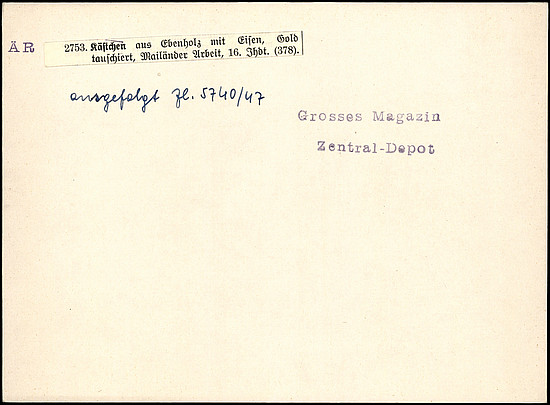 ÄR
2753. Kästchen aus Ebenholz mit Eisen, Gold
tauschiert, Mailänder Arbeit, 16. Jhdt. (378).
ausgefolgt Zl. 5740/47
Grosses Magazin
Zentral-Depot